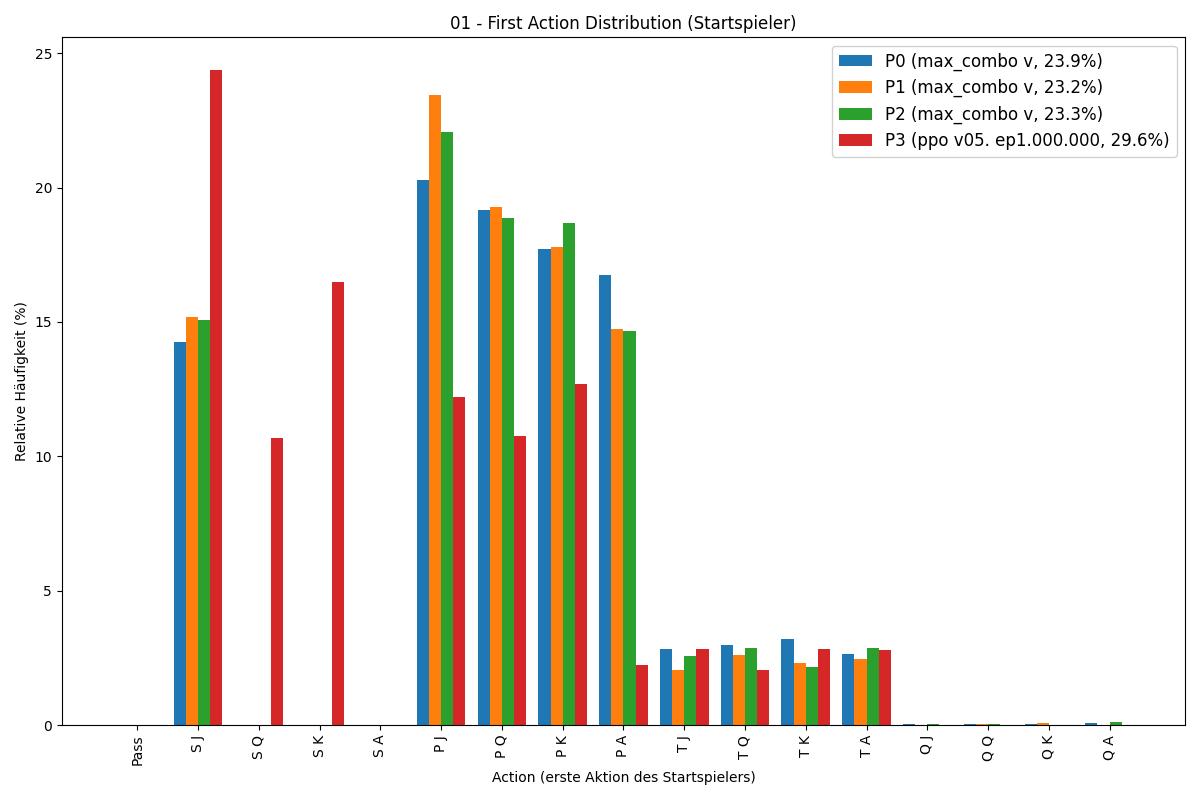 01 - First Action Distribution (Startspieler)
P0 (max_combo v, 23.9%)
P1 (max_combo v, 23.2%)
P2 (max_combo v, 23.3%)
P3 (ppo v05. ep1.000.000, 29.6%)
Relative Häufigkeit (%)
25
20
15
10
5
0
Pass
S J
S Q
S K
S A
P J
P Q
P K
P A
T J
T Q
T K
T A
Q J
Q Q
Q K
Q A
Action (erste Aktion des Startspielers)